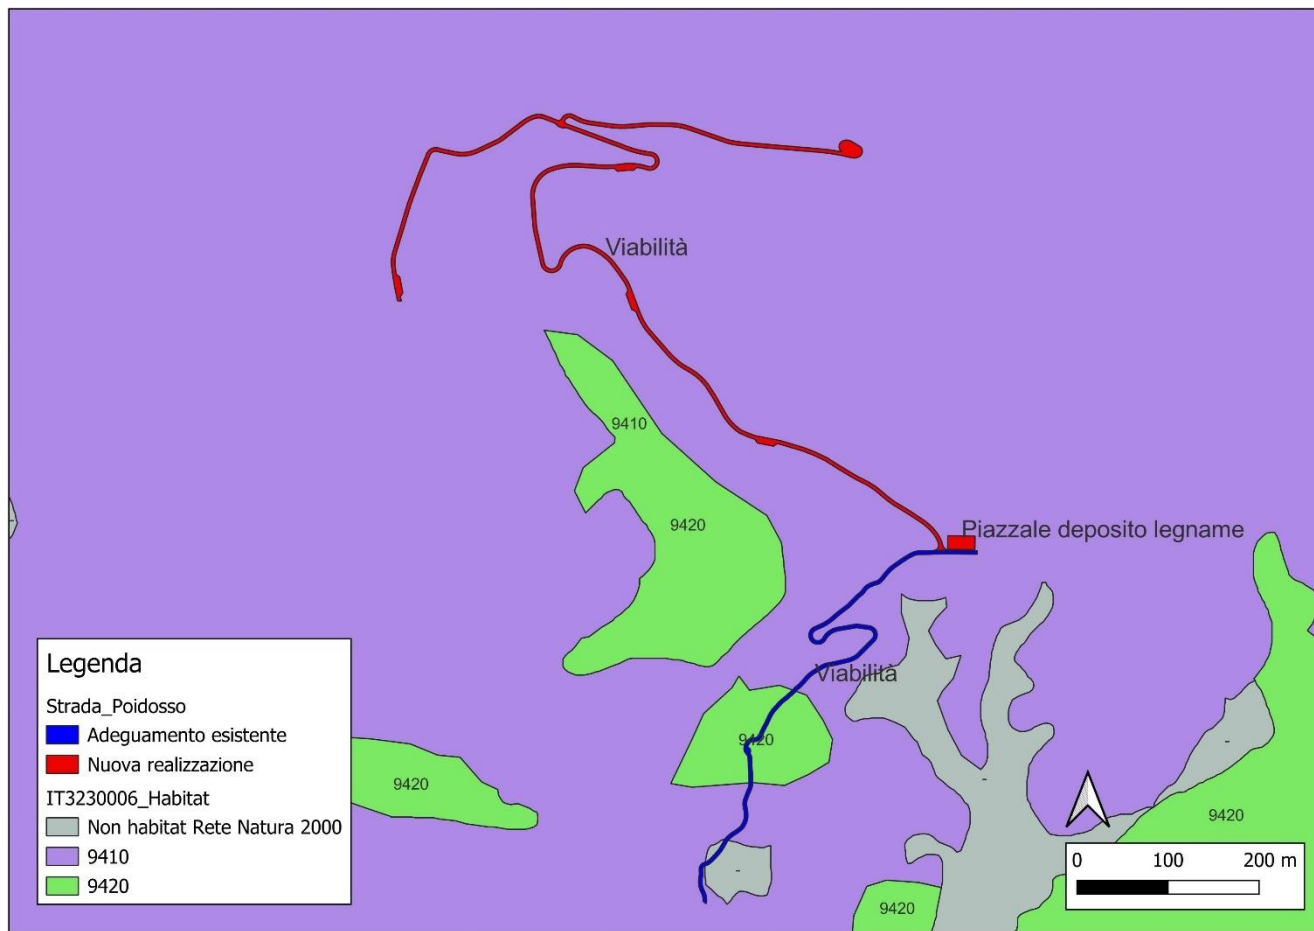 Viabilità
9410
9420
Piazzale deposito legname
Viabilità
9420
-
-
-
-
9420
9420
9420
Legenda
Strada_Poidosso
Adeguamento esistente
Nuova realizzazione
IT3230006_Habitat
Non habitat Rete Natura 2000
9410
9420
0 100 200 m